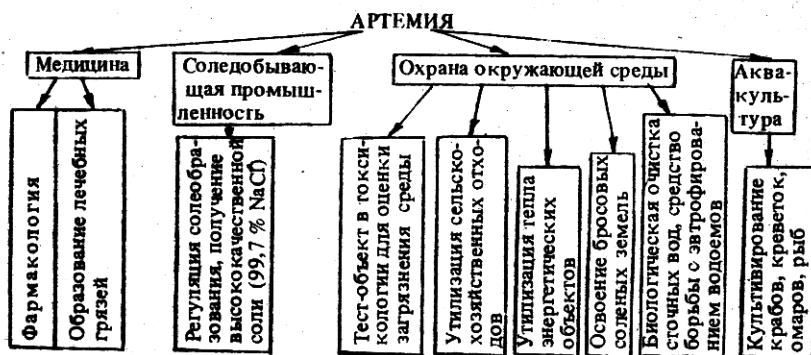 АРТЕМИЯ
Медицина
Соледобываю-
щая промыш-
ленность
Охрана окружающей среды
Аква-
куль-
тура
Фармакология
Образование лечебных
грязей
Регуляция солеобра-
зования, получение
высококачественной
соли (99,7 % NaCl)
Тест-объект в токси-
кологии для оценки
загрязнения среды
Утилизация сельско-
хозяйственных отхо-
дов
Утилизация тепла
энергетических
объектов
Освоение бросовых
соленых земель
Биологическая очистка
сточных вод, средство
борьбы с эвтрофирова-
нием водоемов
Культивирование
крабов, креветок,
омаров, рыб